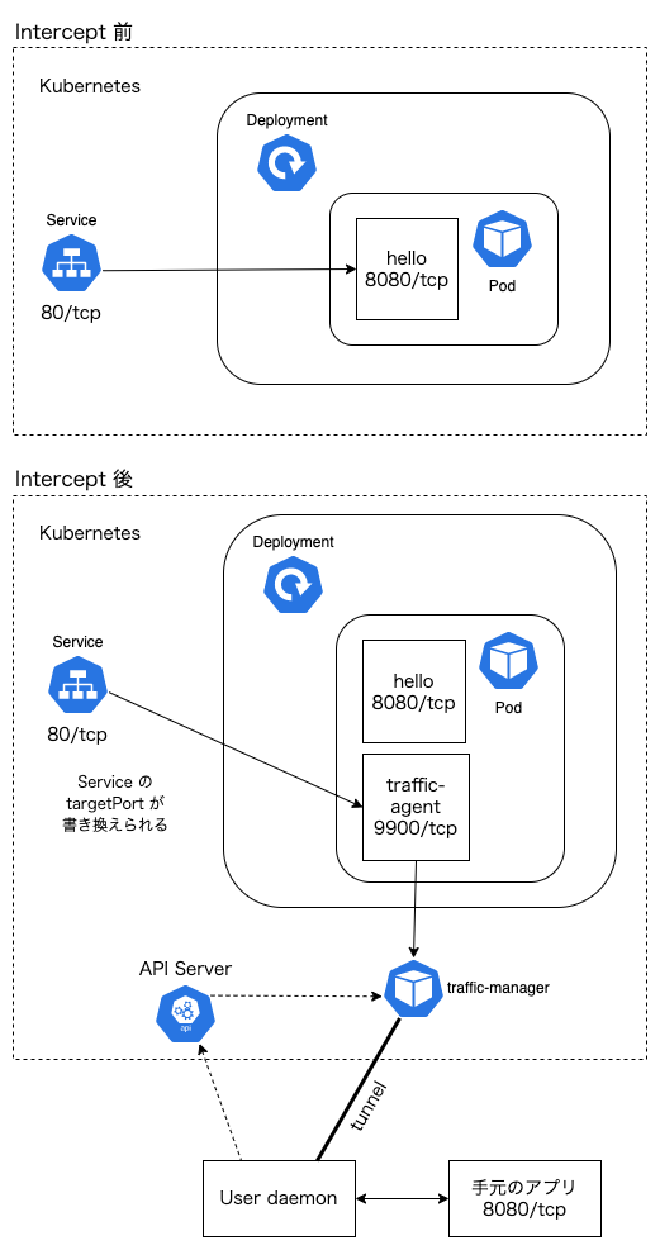 Intercept 前
Kubernetes
Deployment
Service
80/tcp
hello
8080/tcp
Pod
Intercept 後
Kubernetes
Deployment
Service
80/tcp
hello
8080/tcp
Pod
Service の
targetPort が
書き換えられる
traffic-
agent
9900/tcp
API Server
api
traffic-manager
tunnel
User daemon
手元のアプリ
8080/tcp